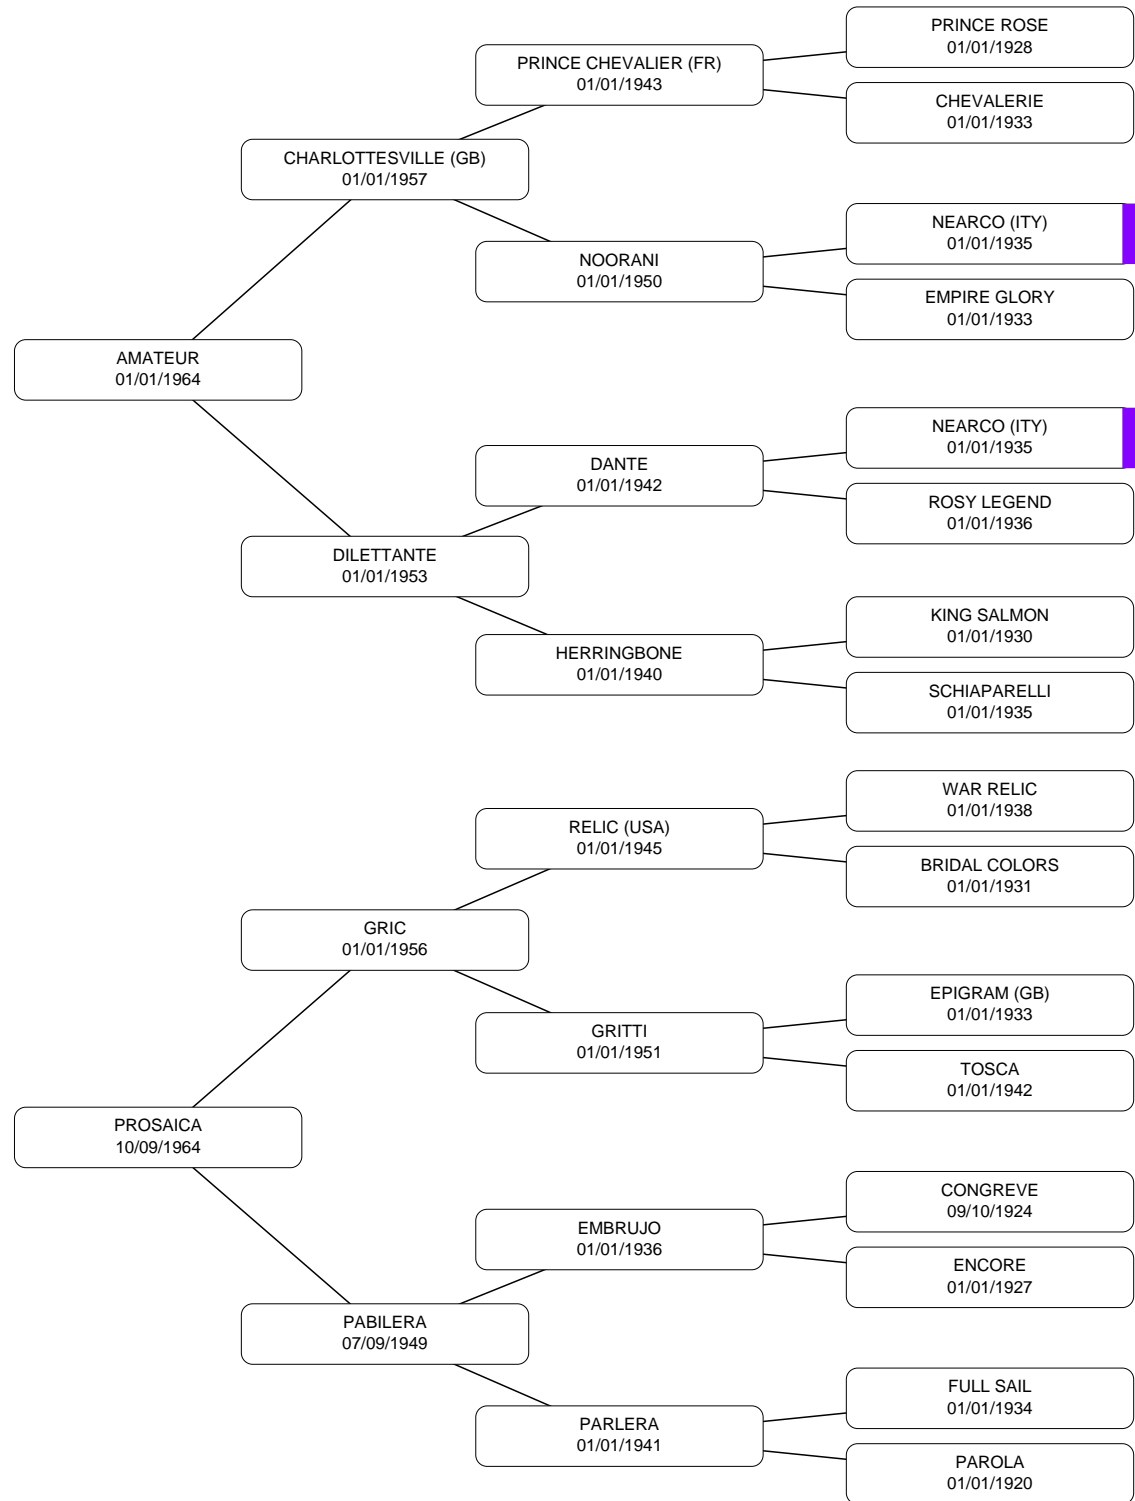 PRINCE ROSE
01/01/1928
PRINCE CHEVALIER (FR)
01/01/1943
CHEVALERIE
01/01/1933
CHARLOTTESVILLE (GB)
01/01/1957
NEARCO (ITY)
01/01/1935
NOORANI
01/01/1950
EMPIRE GLORY
01/01/1933
AMATEUR
01/01/1964
NEARCO (ITY)
01/01/1935
DANTE
01/01/1942
ROSY LEGEND
01/01/1936
DILETTANTE
01/01/1953
KING SALMON
01/01/1930
HERRINGBONE
01/01/1940
SCHIAPARELLI
01/01/1935
WAR RELIC
01/01/1938
RELIC (USA)
01/01/1945
BRIDAL COLORS
01/01/1931
GRIC
01/01/1956
EPIGRAM (GB)
01/01/1933
GRITTI
01/01/1951
TOSCA
01/01/1942
PROSAICA
10/09/1964
CONGREVE
09/10/1924
EMBRUJO
01/01/1936
ENCORE
01/01/1927
PABILERA
07/09/1949
FULL SAIL
01/01/1934
PARLERA
01/01/1941
PAROLA
01/01/1920